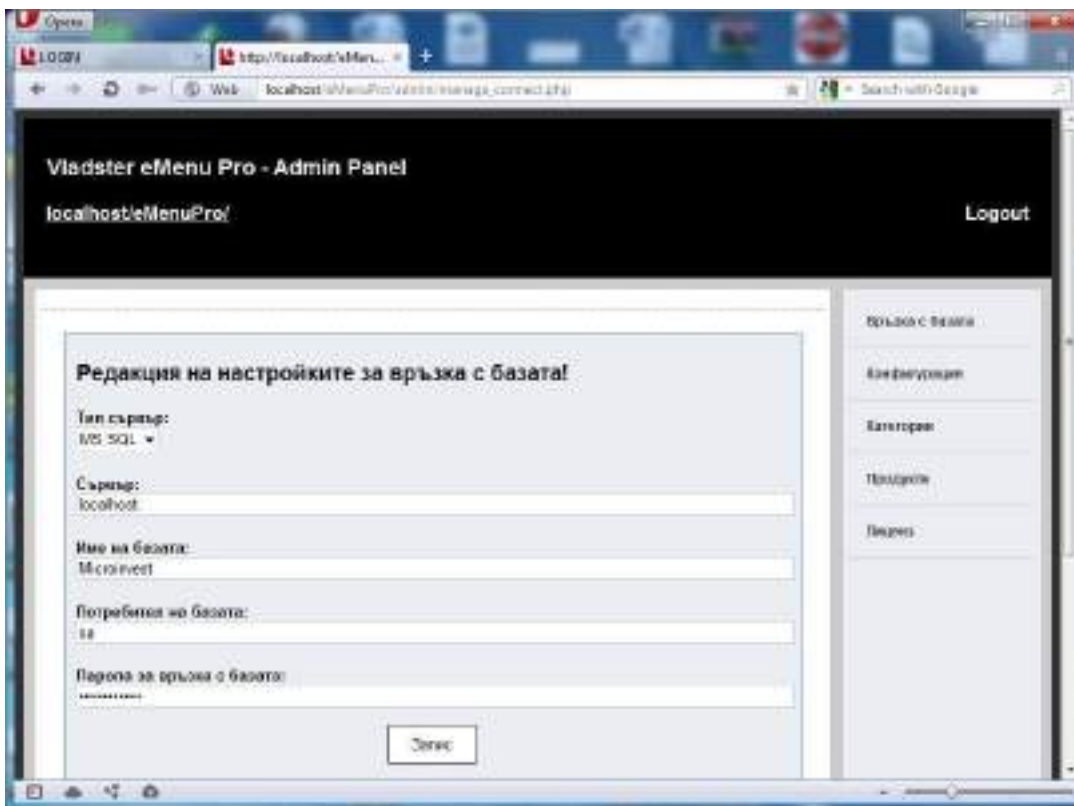 Opera
LOGIN
http://localhost/eMen...
Web
localhost/eMenuPro/admin/manage_connect.php
Search with Google
Vladster eMenu Pro - Admin Panel
localhost/eMenuPro/
Logout
Редакция на настройките за връзка с базата!
Тип сървър:
MS SQL
Сървър:
localhost
Име на базата:
Microinvest
Потребител на базата:
sa
Парола за връзка с базата:
Запис
Връзка с базата
Конфигурация
Категории
Продукти
Лиценз